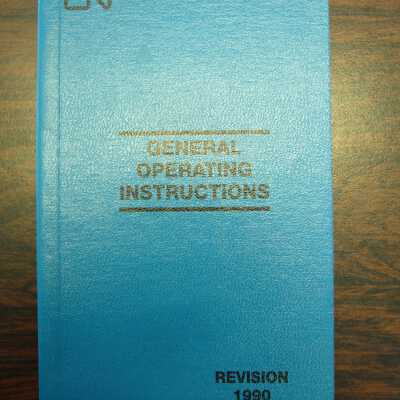 GENERAL
OPERATING
INSTRUCTIONS
REVISION
1990